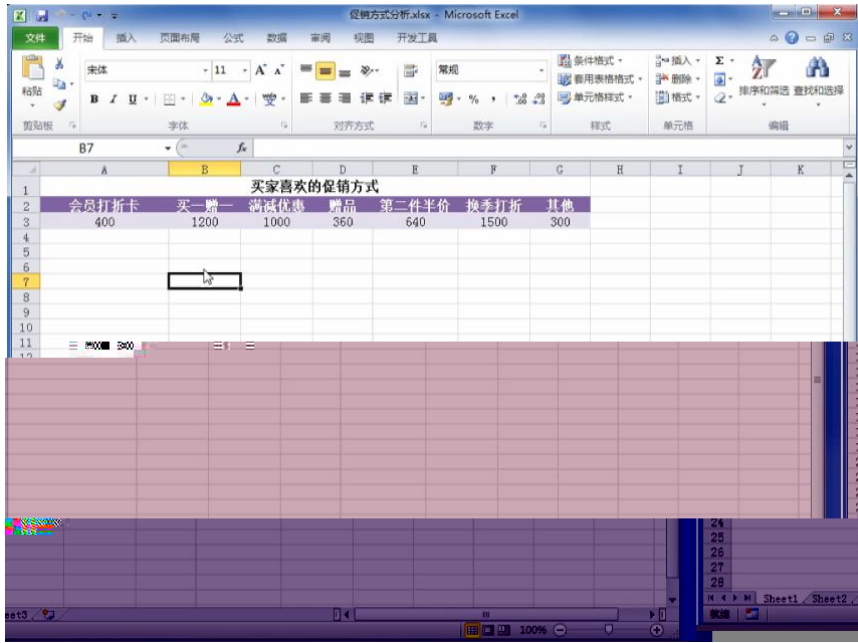 促销方式分析.xlsx - Microsoft Excel
文件 开始 插入 页面布局 公式 数据 审阅 视图 开发工具
宋体 11 常规
粘贴
B I U
条件格式
套用表格格式
单元格样式
插入
删除
格式
排序和筛选 查找和选择
剪贴板 字体 对齐方式 数字 样式 单元格 编辑
B7 fx
A B C D E F G H I J K
1 买家喜欢的促销方式
2 会员打折卡 买一赠一 满减优惠 赠品 第二件半价 换季打折 其他
3 400 1200 1000 360 640 1500 300
4
5
6
7
8
9
10
11
12
24
25
26
27
28
Sheet1 Sheet2
eet3
就绪
100%